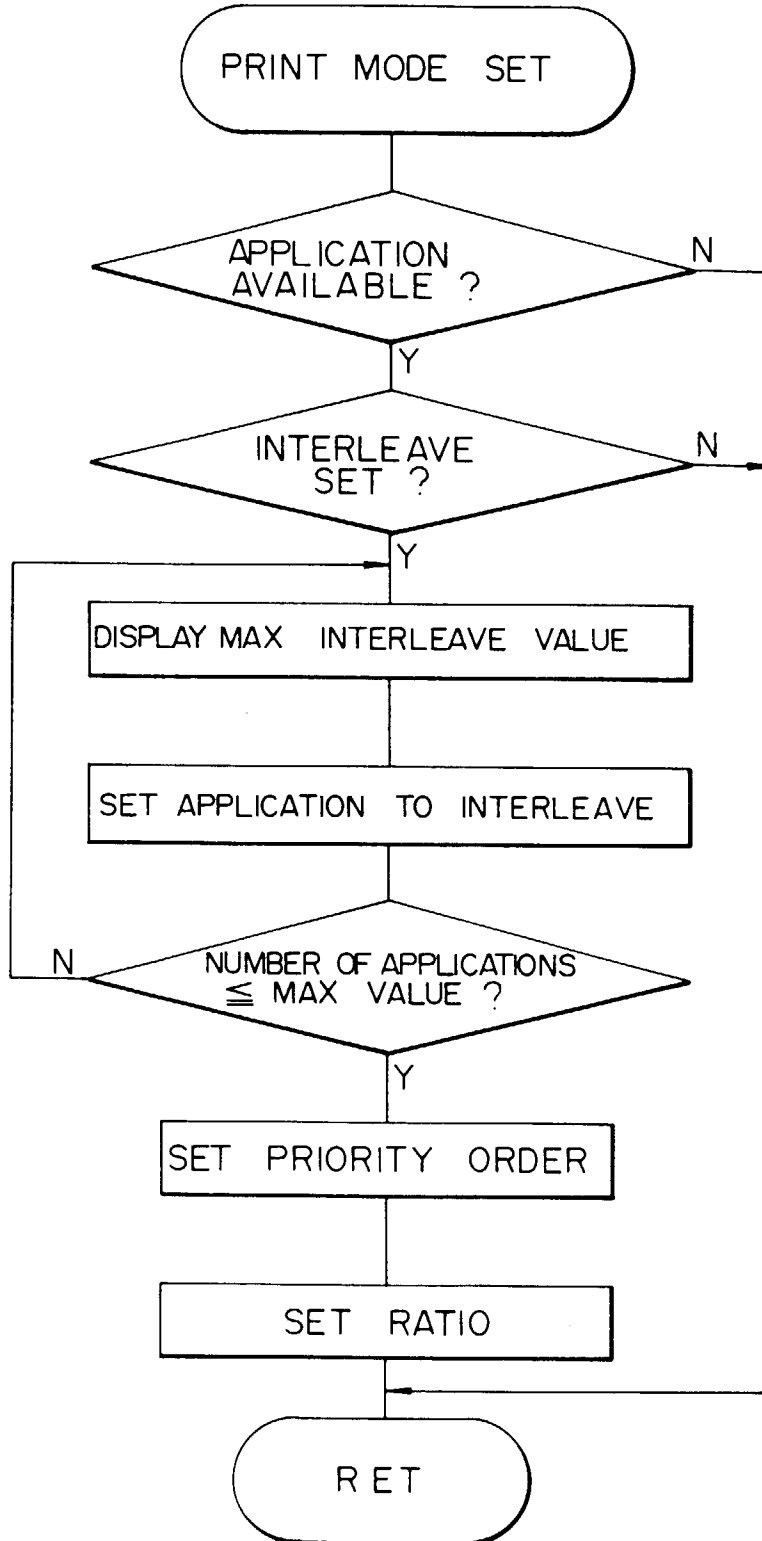 PRINT MODE SET
APPLICATION
AVAILABLE ?
N
Y
INTERLEAVE
SET ?
N
Y
DISPLAY MAX INTERLEAVE VALUE
SET APPLICATION TO INTERLEAVE
N
NUMBER OF APPLICATIONS
≦ MAX VALUE ?
Y
SET PRIORITY ORDER
SET RATIO
RET